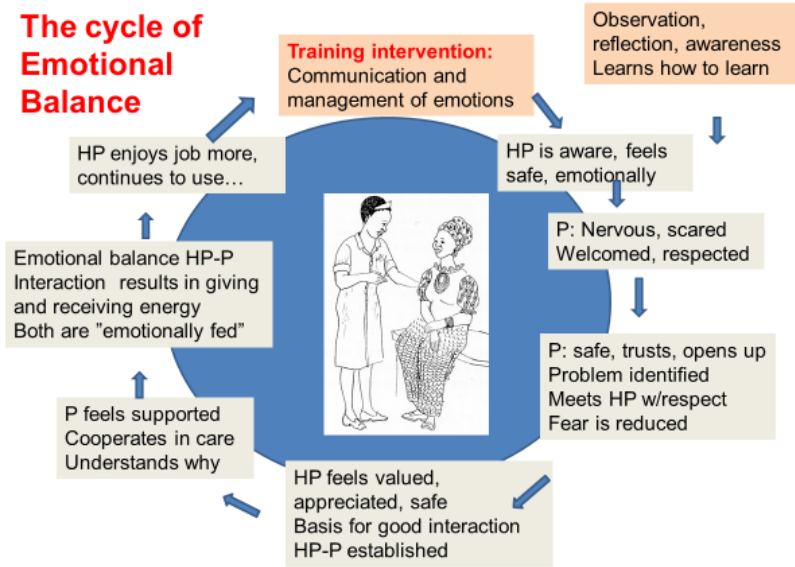 The cycle of
Emotional
Balance
Training intervention:
Communication and
management of emotions
Observation,
reflection, awareness
Learns how to learn
HP is aware, feels
safe, emotionally
P: Nervous, scared
Welcomed, respected
P: safe, trusts, opens up
Problem identified
Meets HP w/respect
Fear is reduced
HP feels valued,
appreciated, safe
Basis for good interaction
HP-P established
P feels supported
Cooperates in care
Understands why
Emotional balance HP-P
Interaction results in giving
and receiving energy
Both are ”emotionally fed”
HP enjoys job more,
continues to use…